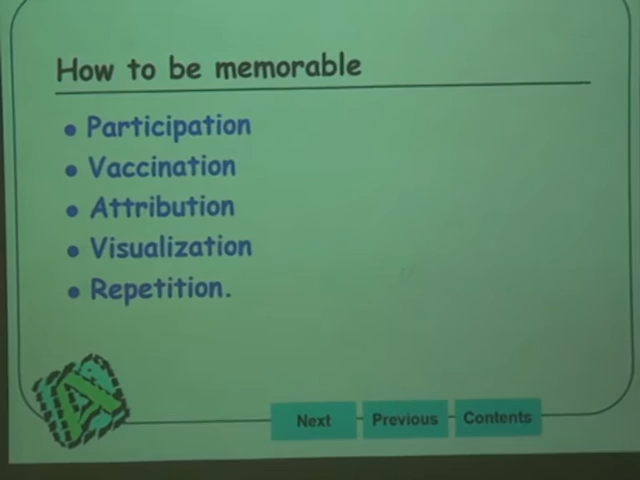 How to be memorable
• Participation
• Vaccination
• Attribution
• Visualization
• Repetition.
A
Next Previous Contents